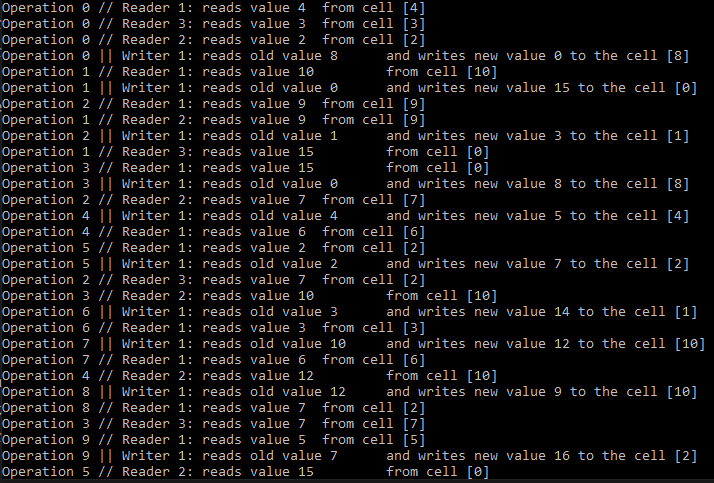 Operation 0 // Reader 1: reads value 4  from cell [4]
Operation 0 // Reader 3: reads value 3  from cell [3]
Operation 0 // Reader 2: reads value 2  from cell [2]
Operation 0 || Writer 1: reads old value 8      and writes new value 0 to the cell [8]
Operation 1 // Reader 1: reads value 10         from cell [10]
Operation 1 || Writer 1: reads old value 0      and writes new value 15 to the cell [0]
Operation 2 // Reader 1: reads value 9  from cell [9]
Operation 1 // Reader 2: reads value 9  from cell [9]
Operation 2 || Writer 1: reads old value 1      and writes new value 3 to the cell [1]
Operation 1 // Reader 3: reads value 15         from cell [0]
Operation 3 // Reader 1: reads value 15         from cell [0]
Operation 3 || Writer 1: reads old value 0      and writes new value 8 to the cell [8]
Operation 2 // Reader 2: reads value 7  from cell [7]
Operation 4 || Writer 1: reads old value 4      and writes new value 5 to the cell [4]
Operation 4 // Reader 1: reads value 6  from cell [6]
Operation 5 // Reader 1: reads value 2  from cell [2]
Operation 5 || Writer 1: reads old value 2      and writes new value 7 to the cell [2]
Operation 2 // Reader 3: reads value 7  from cell [2]
Operation 3 // Reader 2: reads value 10         from cell [10]
Operation 6 || Writer 1: reads old value 3      and writes new value 14 to the cell [1]
Operation 6 // Reader 1: reads value 3  from cell [3]
Operation 7 || Writer 1: reads old value 10     and writes new value 12 to the cell [10]
Operation 7 // Reader 1: reads value 6  from cell [6]
Operation 4 // Reader 2: reads value 12         from cell [10]
Operation 8 || Writer 1: reads old value 12     and writes new value 9 to the cell [10]
Operation 8 // Reader 1: reads value 7  from cell [2]
Operation 3 // Reader 3: reads value 7  from cell [7]
Operation 9 // Reader 1: reads value 5  from cell [5]
Operation 9 || Writer 1: reads old value 7      and writes new value 16 to the cell [2]
Operation 5 // Reader 2: reads value 15         from cell [0]